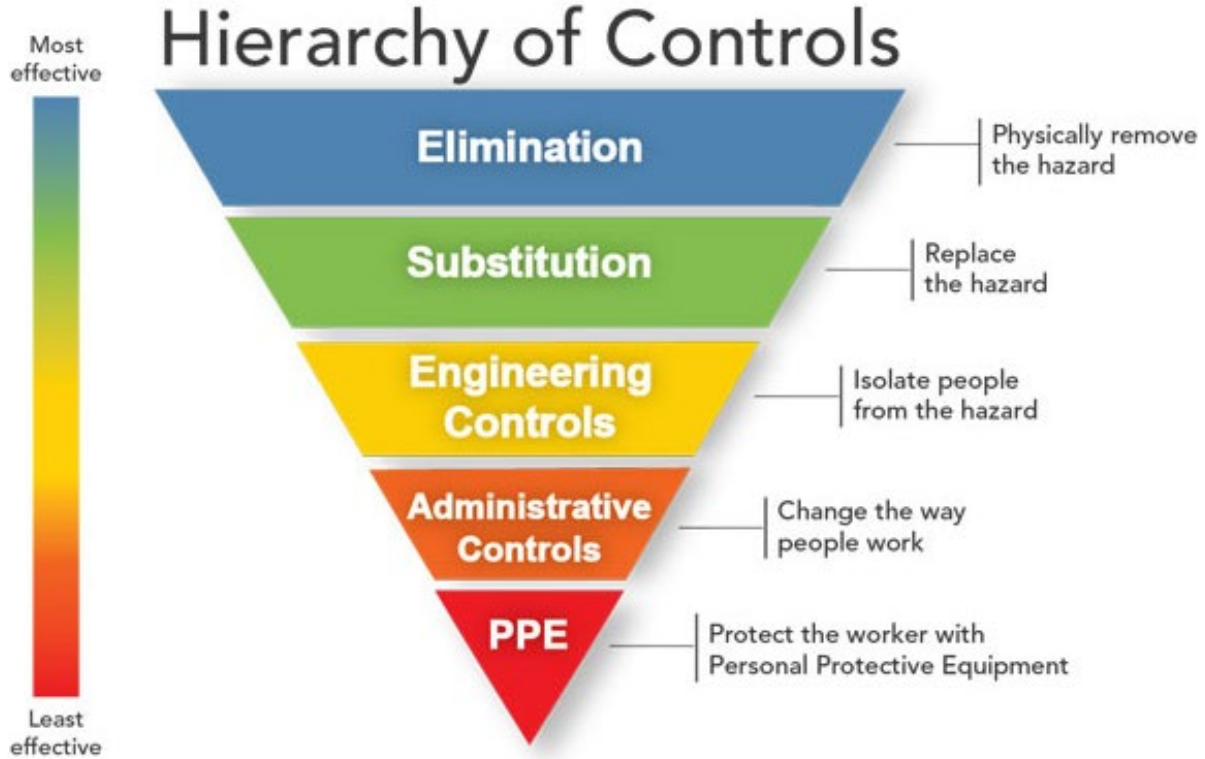 Hierarchy of Controls
Most
effective
Elimination
Physically remove
the hazard
Substitution
Replace
the hazard
Engineering
Controls
Isolate people
from the hazard
Administrative
Controls
Change the way
people work
PPE
Protect the worker with
Personal Protective Equipment
Least
effective